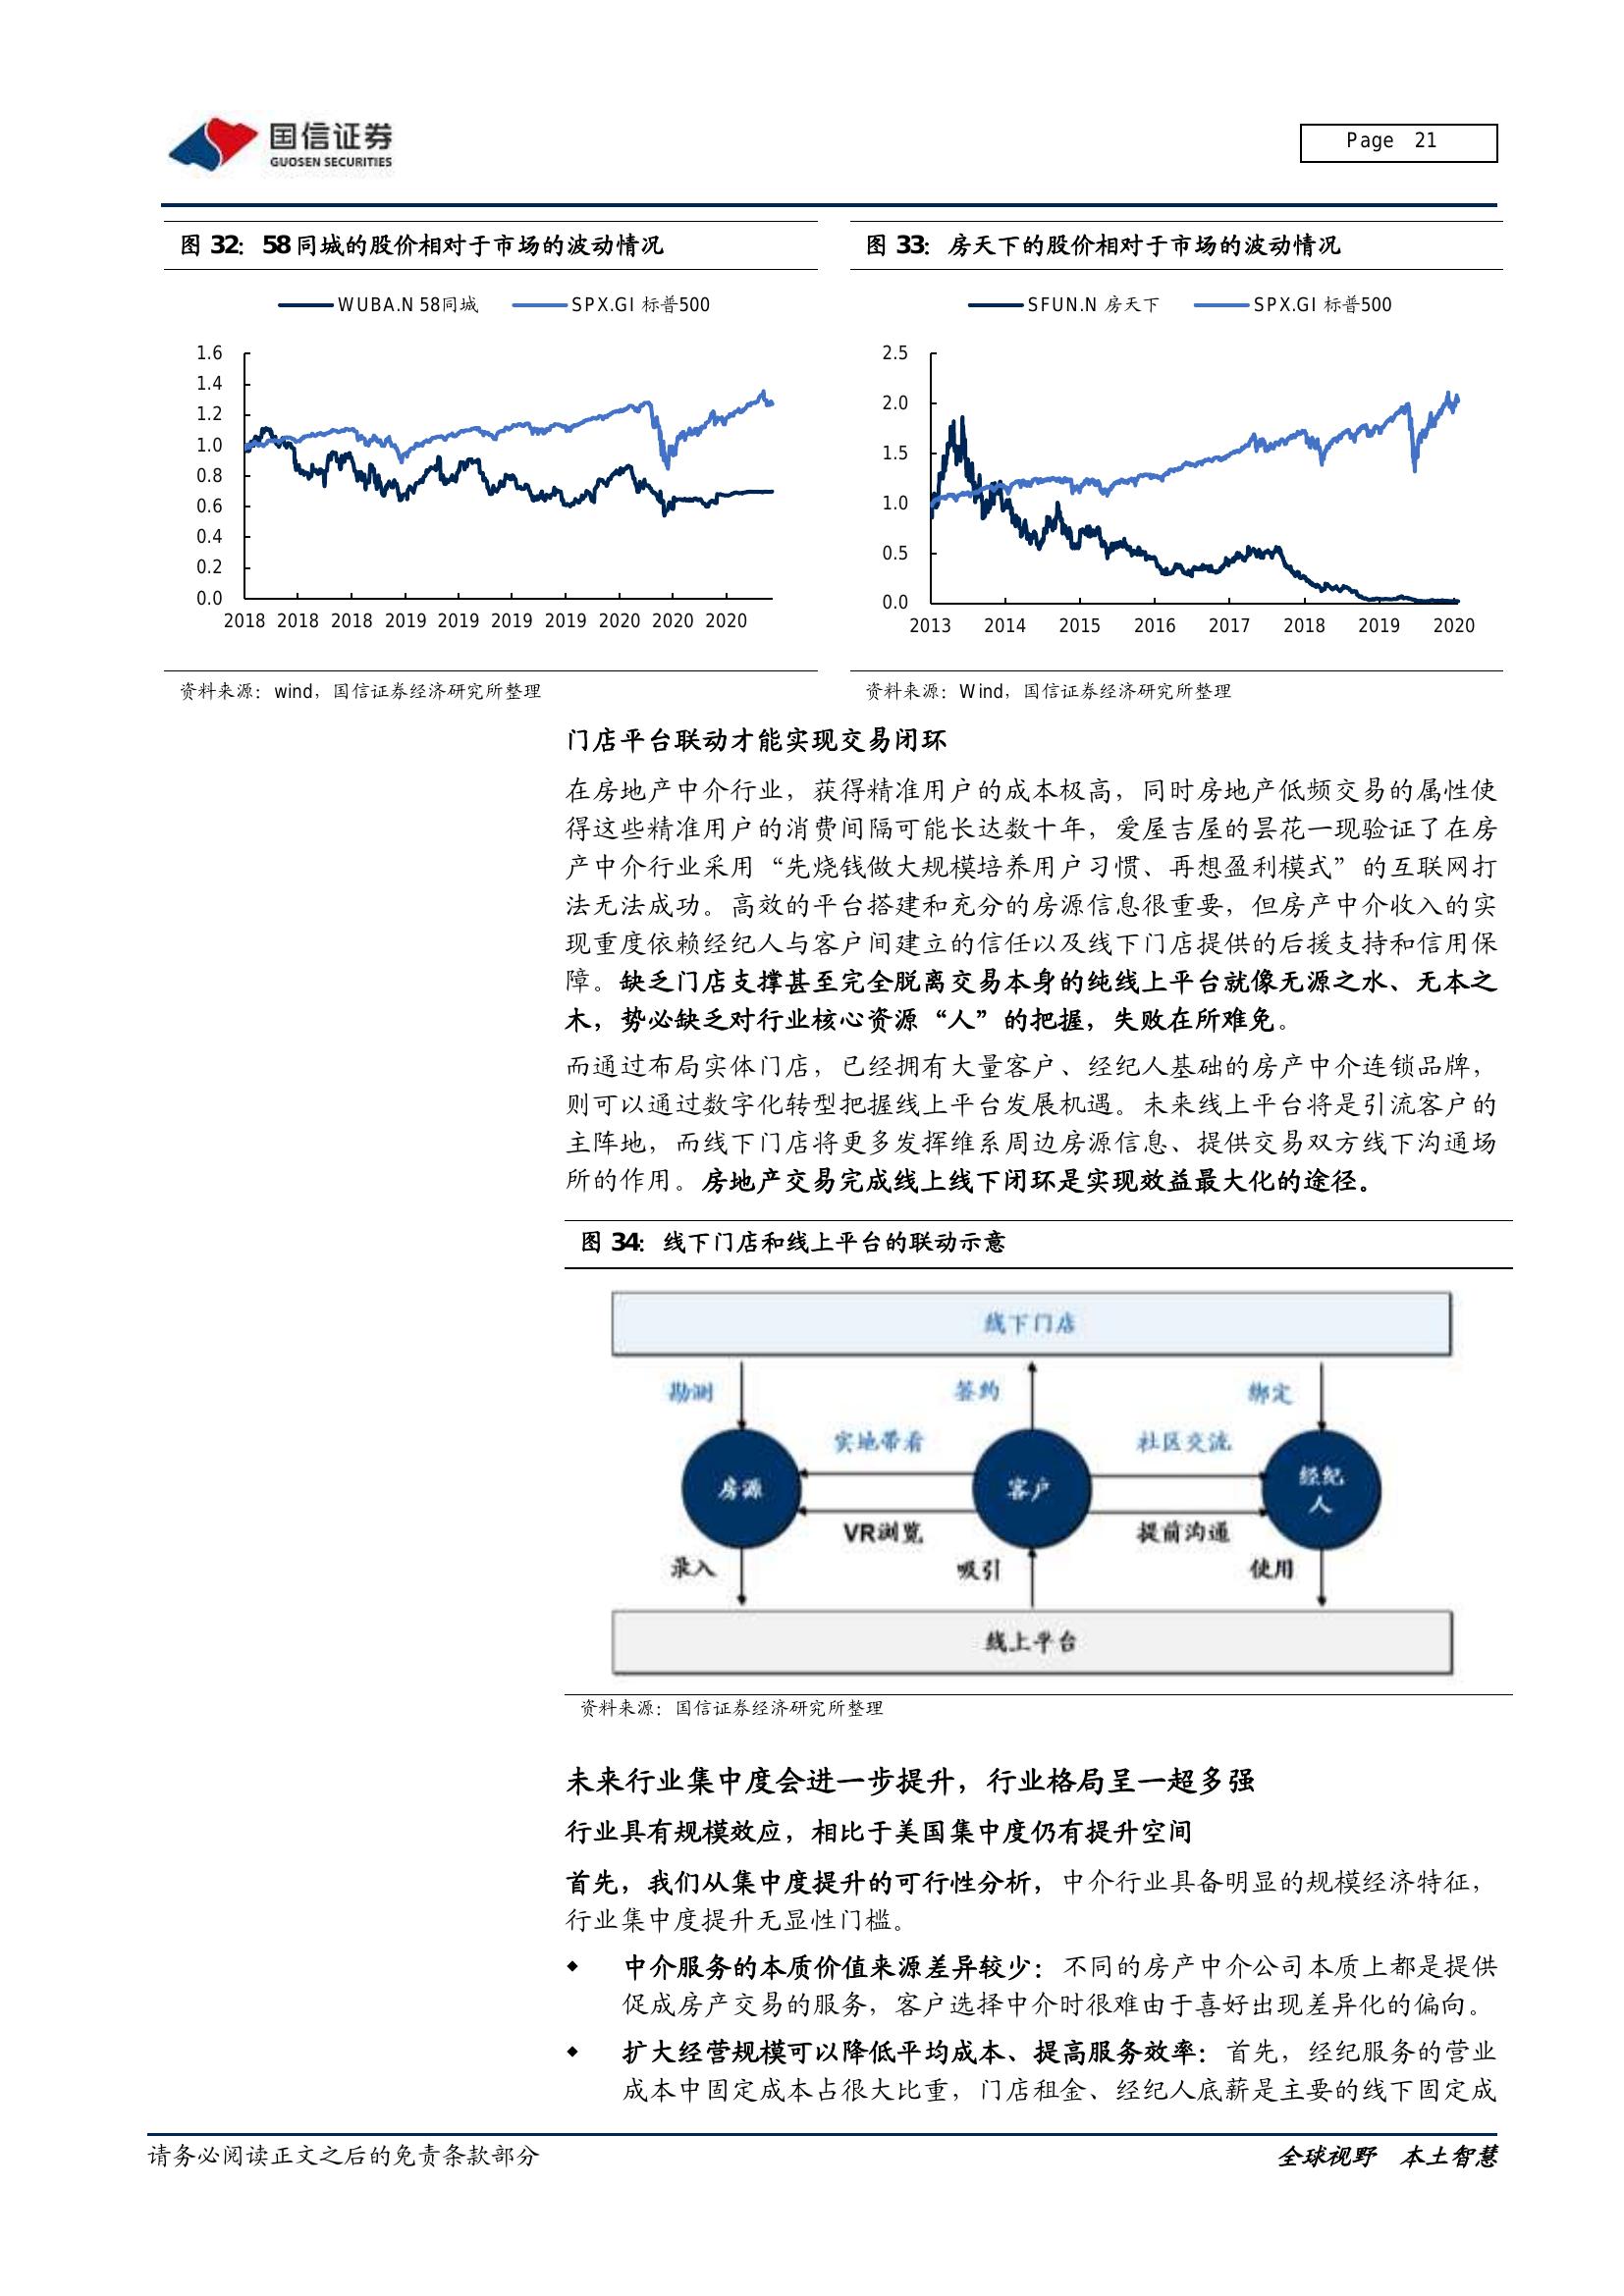 国信证券
GUOSEN SECURITIES
Page 21
图 32：58 同城的股价相对于市场的波动情况
WUBA.N 58同城 SPX.GI 标普500
1.6
1.4
1.2
1.0
0.8
0.6
0.4
0.2
0.0
2018 2018 2018 2019 2019 2019 2019 2020 2020 2020
资料来源：wind，国信证券经济研究所整理
图 33：房天下的股价相对于市场的波动情况
SFUN.N 房天下 SPX.GI 标普500
2.5
2.0
1.5
1.0
0.5
0.0
2013 2014 2015 2016 2017 2018 2019 2020
资料来源：Wind，国信证券经济研究所整理
门店平台联动才能实现交易闭环
在房地产中介行业，获得精准用户的成本极高，同时房地产低频交易的属性使
得这些精准用户的消费间隔可能长达数十年，爱屋吉屋的昙花一现验证了在房
产中介行业采用“先烧钱做大规模培养用户习惯、再想盈利模式”的互联网打
法无法成功。高效的平台搭建和充分的房源信息很重要，但房产中介收入的实
现重度依赖经纪人与客户间建立的信任以及线下门店提供的后援支持和信用保
障。缺乏门店支撑甚至完全脱离交易本身的纯线上平台就像无源之水、无本之
木，势必缺乏对行业核心资源“人”的把握，失败在所难免。
而通过布局实体门店，已经拥有大量客户、经纪人基础的房产中介连锁品牌，
则可以通过数字化转型把握线上平台发展机遇。未来线上平台将是引流客户的
主阵地，而线下门店将更多发挥维系周边房源信息、提供交易双方线下沟通场
所的作用。房地产交易完成线上线下闭环是实现效益最大化的途径。
图 34：线下门店和线上平台的联动示意
线下门店
勘测 签约 绑定
实地带看 社区交流
房源 客户 经纪
人
VR浏览 提前沟通
录入 吸引 使用
线上平台
资料来源：国信证券经济研究所整理
未来行业集中度会进一步提升，行业格局呈一超多强
行业具有规模效应，相比于美国集中度仍有提升空间
首先，我们从集中度提升的可行性分析，中介行业具备明显的规模经济特征，
行业集中度提升无显性门槛。
◆ 中介服务的本质价值来源差异较少：不同的房产中介公司本质上都是提供
促成房产交易的服务，客户选择中介时很难由于喜好出现差异化的偏向。
◆ 扩大经营规模可以降低平均成本、提高服务效率：首先，经纪服务的营业
成本中固定成本占很大比重，门店租金、经纪人底薪是主要的线下固定成
请务必阅读正文之后的免责条款部分
全球视野 本土智慧